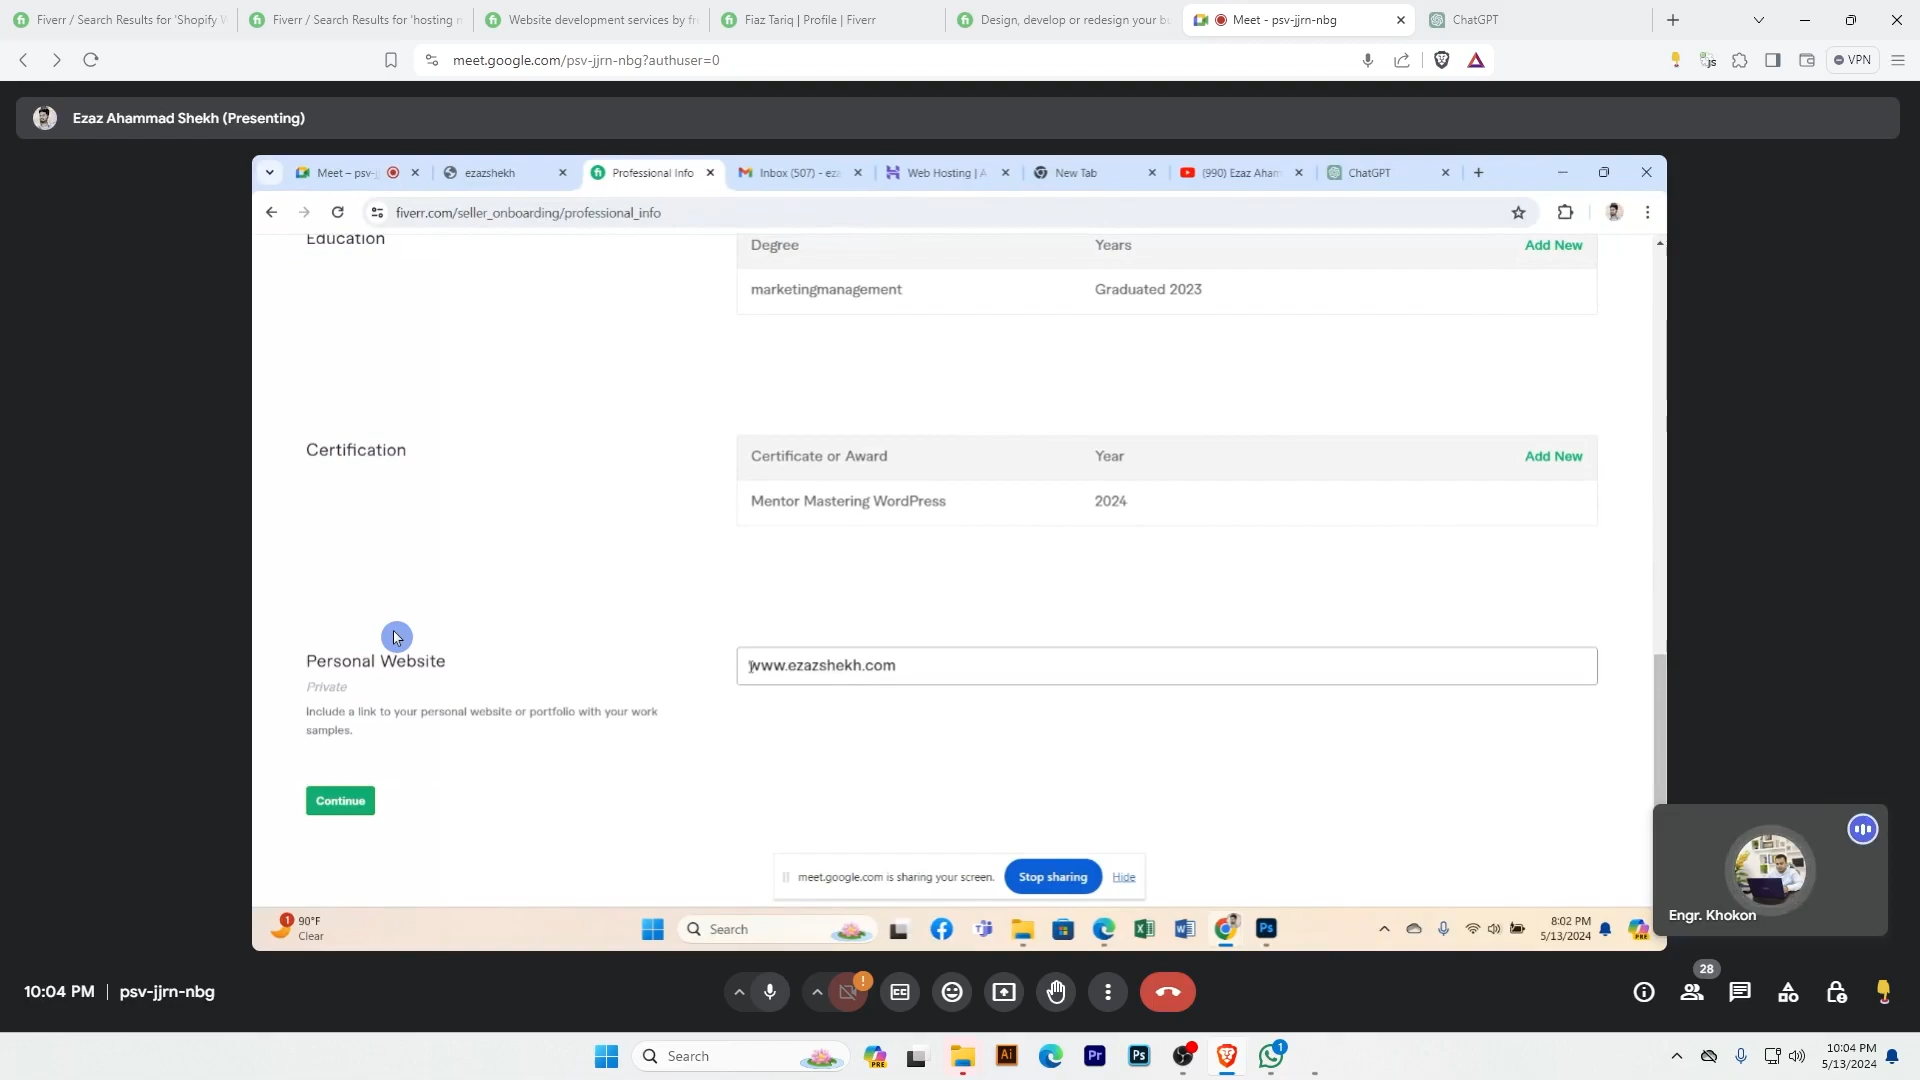 Fiverr / Search Results for 'Shopify
Fiverr / Search Results for 'hosting
Website development services by fr
Fiaz Tariq | Profile | Fiverr
Design, develop or redesign your bu
Meet - psv-jjrn-nbg
ChatGPT
meet.google.com/psv-jjrn-nbg?authuser=0
VPN
Ezaz Ahammad Shekh (Presenting)
Meet – psv-
ezazshekh
Professional Info
Inbox (507) - eza
Web Hosting | A
New Tab
(990) Ezaz Aham
ChatGPT
fiverr.com/seller_onboarding/professional_info
Education
Degree
Years
Add New
marketingmanagement
Graduated 2023
Certification
Certificate or Award
Year
Add New
Mentor Mastering WordPress
2024
Personal Website
www.ezazshekh.com
Private
Include a link to your personal website or portfolio with your work
samples.
Continue
meet.google.com is sharing your screen.
Stop sharing
Hide
Engr. Khokon
1
90°F
Clear
Search
8:02 PM
5/13/2024
10:04 PM
psv-jjrn-nbg
28
Search
10:04 PM
5/13/2024